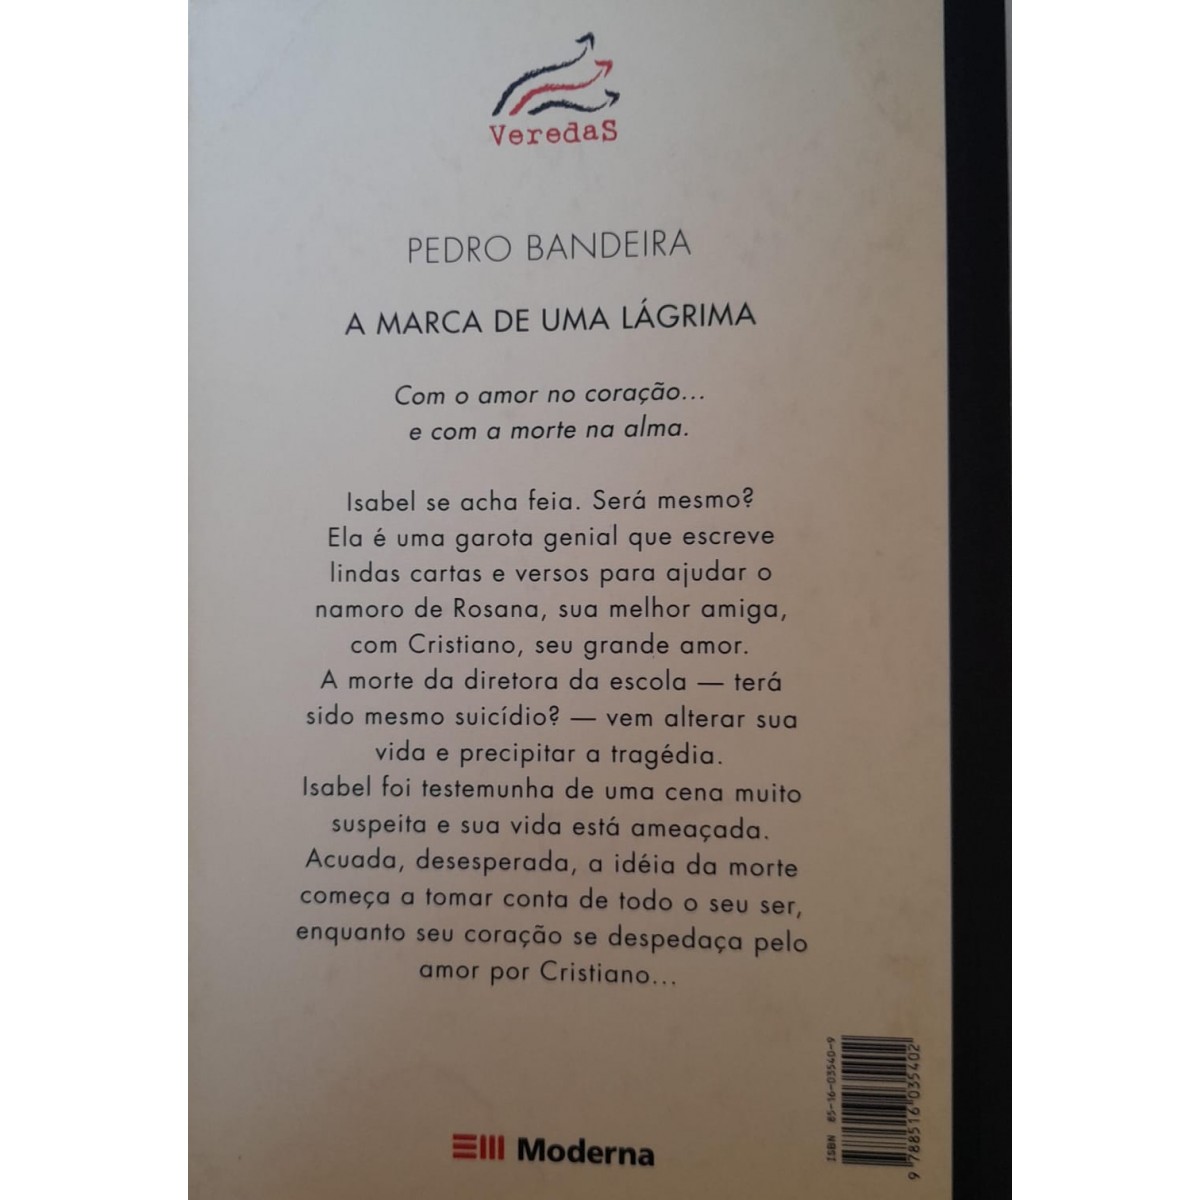 VeredaS
PEDRO BANDEIRA
A MARCA DE UMA LÁGRIMA
Com o amor no coração...
e com a morte na alma.
Isabel se acha feia. Será mesmo?
Ela é uma garota genial que escreve
lindas cartas e versos para ajudar o
namoro de Rosana, sua melhor amiga,
com Cristiano, seu grande amor.
A morte da diretora da escola — terá
sido mesmo suicídio? — vem alterar sua
vida e precipitar a tragédia.
Isabel foi testemunha de uma cena muito
suspeita e sua vida está ameaçada.
Acuada, desesperada, a idéia da morte
começa a tomar conta de todo o seu ser,
enquanto seu coração se despedaça pelo
amor por Cristiano...
ISBN 85-16-03540-9
9 788516 035402
Moderna